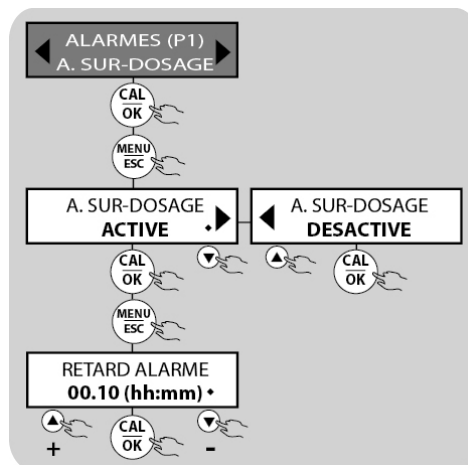 ALARMES (P1)
A. SUR-DOSAGE
CAL
OK
MENU
ESC
A. SUR-DOSAGE
ACTIVE
A. SUR-DOSAGE
DESACTIVE
CAL
OK
CAL
OK
MENU
ESC
RETARD ALARME
00.10 (hh:mm)
CAL
OK
+
-